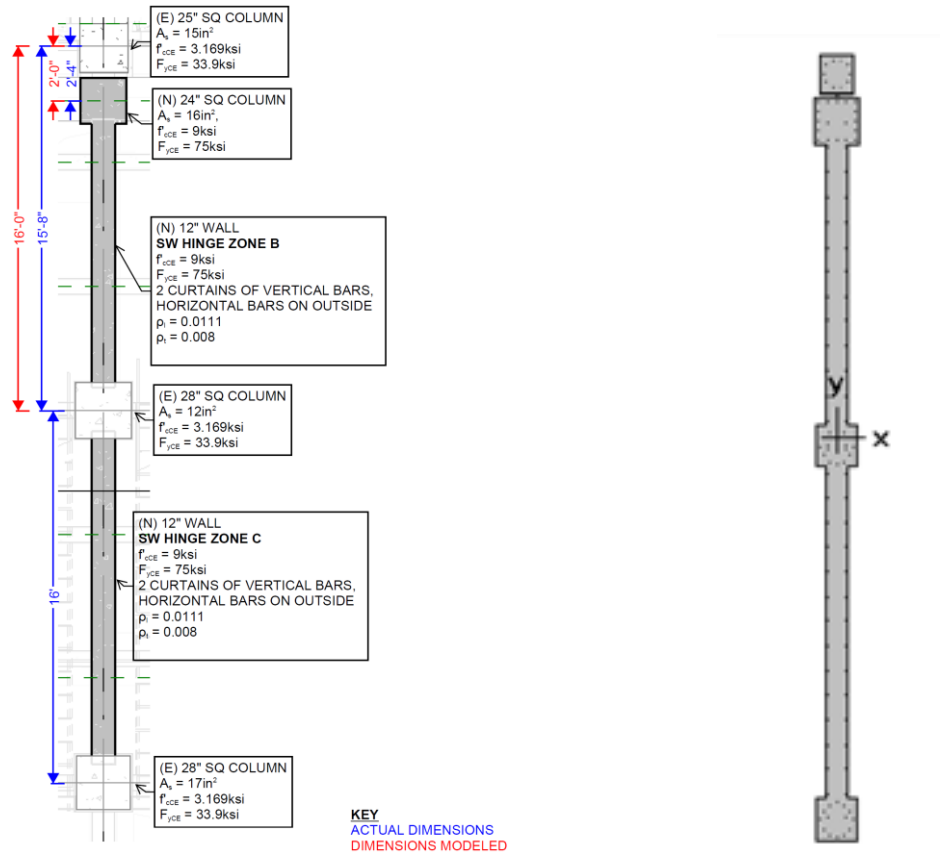 (E) 25" SQ COLUMN
Aₛ = 15in²
f'cCE = 3.169ksi
FyCE = 33.9ksi
2'-0"
2'-4"
(N) 24" SQ COLUMN
Aₛ = 16in²,
f'cCE = 9ksi
FyCE = 75ksi
16'-0"
15'-8"
(N) 12" WALL
SW HINGE ZONE B
f'cCE = 9ksi
FyCE = 75ksi
2 CURTAINS OF VERTICAL BARS,
HORIZONTAL BARS ON OUTSIDE
ρₗ = 0.0111
ρₜ = 0.008
(E) 28" SQ COLUMN
Aₛ = 12in²
f'cCE = 3.169ksi
FyCE = 33.9ksi
y
x
(N) 12" WALL
SW HINGE ZONE C
f'cCE = 9ksi
FyCE = 75ksi
2 CURTAINS OF VERTICAL BARS,
HORIZONTAL BARS ON OUTSIDE
ρₗ = 0.0111
ρₜ = 0.008
16'
(E) 28" SQ COLUMN
Aₛ = 17in²
f'cCE = 3.169ksi
FyCE = 33.9ksi
KEY
ACTUAL DIMENSIONS
DIMENSIONS MODELED